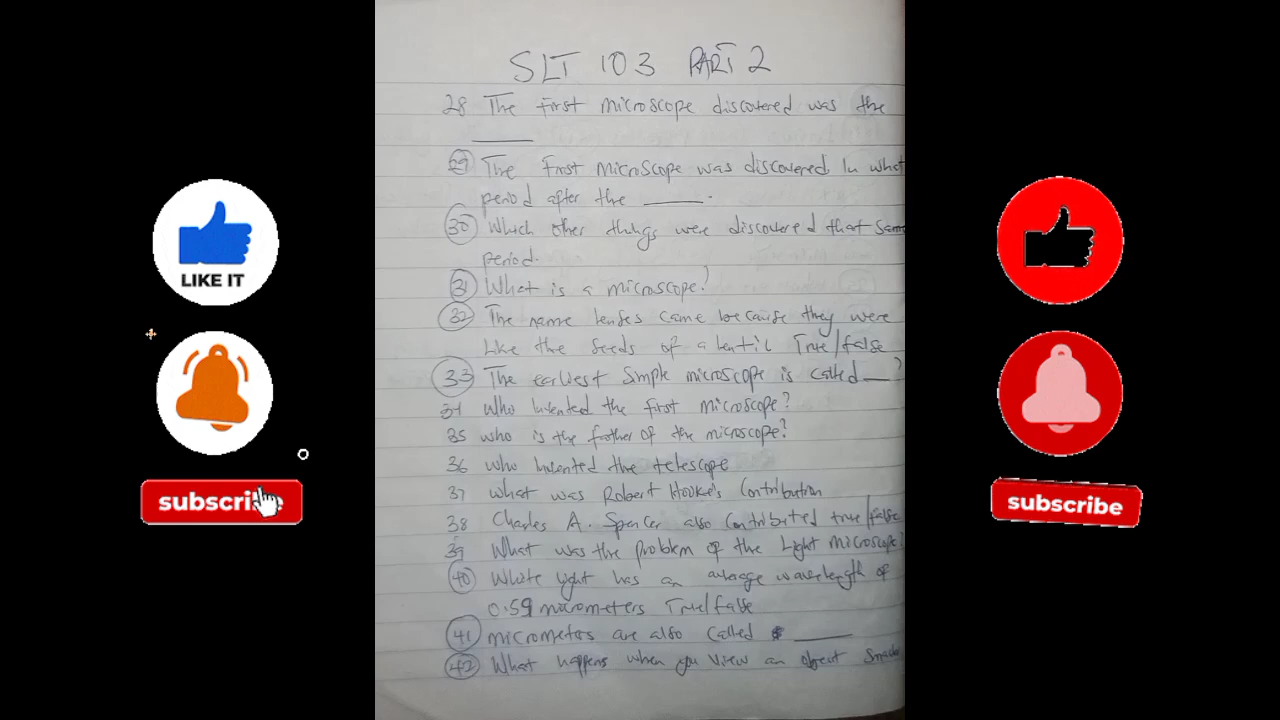 SLT 103 PART 2
28 The first microscope discovered was the
______
29 The First microscope was discovered In what
period after the ______.
30 Which other things were discovered that same
period.
31 What is a microscope?
32 The name lenses came because they were
Like the seeds of a lentil True/false
33 The earliest Simple microscope is called __?
34 Who Invented the first microscope?
35 who is the father of the microscope?
36 who Invented the telescope
37 what was Robert Hooke's Contribution
38 Charles A. Spencer also Contributed true/false
39 What was the problem of the Light microscope?
40 White light has an average wavelength of
0.59 micrometers True/false
41 micrometers are also called ______
42 What happens when you View an object
LIKE IT
subscribe
subscribe